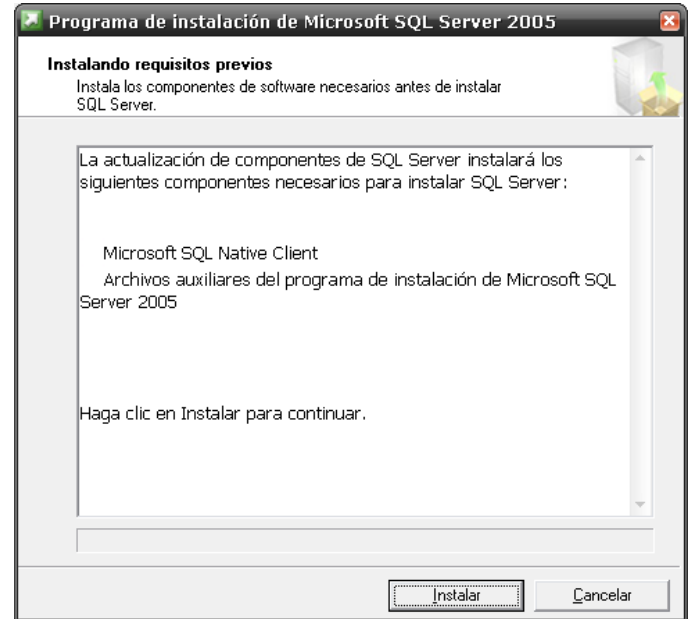 Programa de instalación de Microsoft SQL Server 2005
Instalando requisitos previos
Instala los componentes de software necesarios antes de instalar
SQL Server.
La actualización de componentes de SQL Server instalará los
siguientes componentes necesarios para instalar SQL Server:
Microsoft SQL Native Client
Archivos auxiliares del programa de instalación de Microsoft SQL
Server 2005
Haga clic en Instalar para continuar.
Instalar
Cancelar